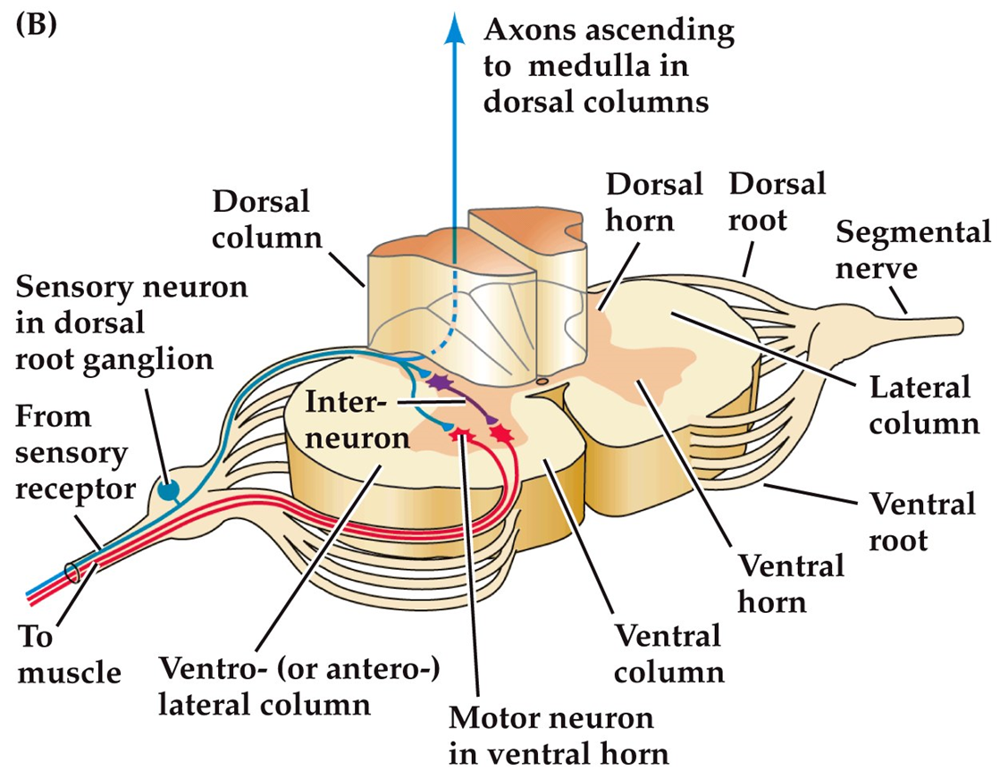 (B)
Axons ascending
to medulla in
dorsal columns
Dorsal
column
Dorsal
horn
Dorsal
root
Segmental
nerve
Sensory neuron
in dorsal
root ganglion
From
sensory
receptor
Inter-
neuron
Lateral
column
Ventral
root
Ventral
horn
To
muscle
Ventro- (or antero-)
lateral column
Ventral
column
Motor neuron
in ventral horn